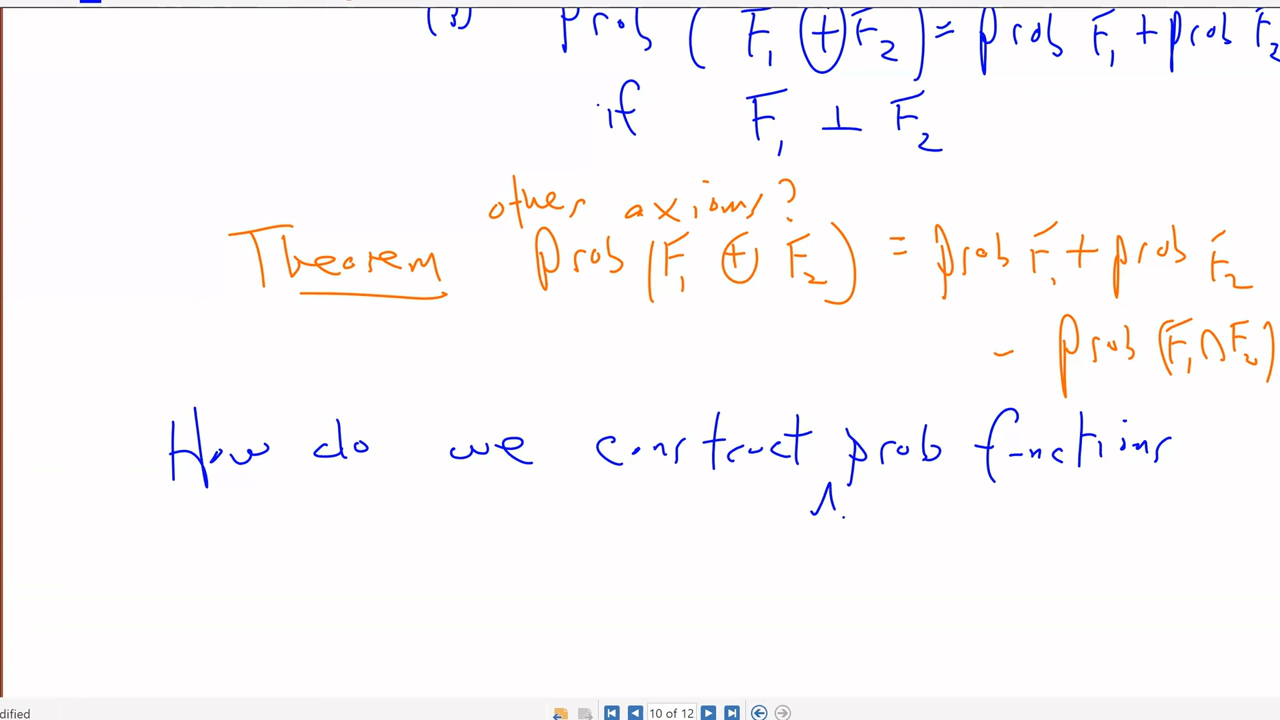 (3) prob ( F₁ ⊕ F₂ ) = prob F₁ + prob F₂
if F₁ ⊥ F₂
other axioms?
Theorem prob ( F₁ ⊕ F₂ ) = prob F₁ + prob F₂
- prob ( F₁ ∩ F₂ )
How do we construct prob functions
dified
10 of 12